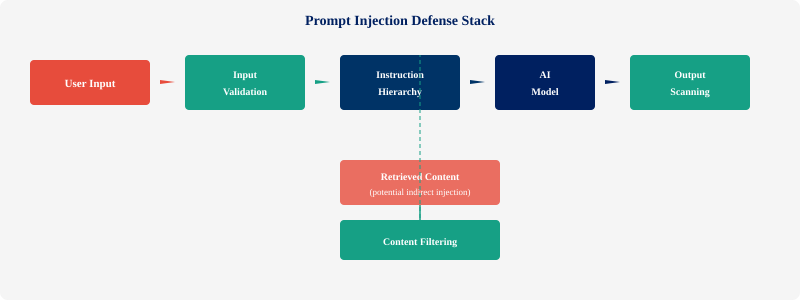 Prompt Injection Defense Stack
User Input
Input
Validation
Instruction
Hierarchy
AI
Model
Output
Scanning
Retrieved Content
(potential indirect injection)
Content Filtering